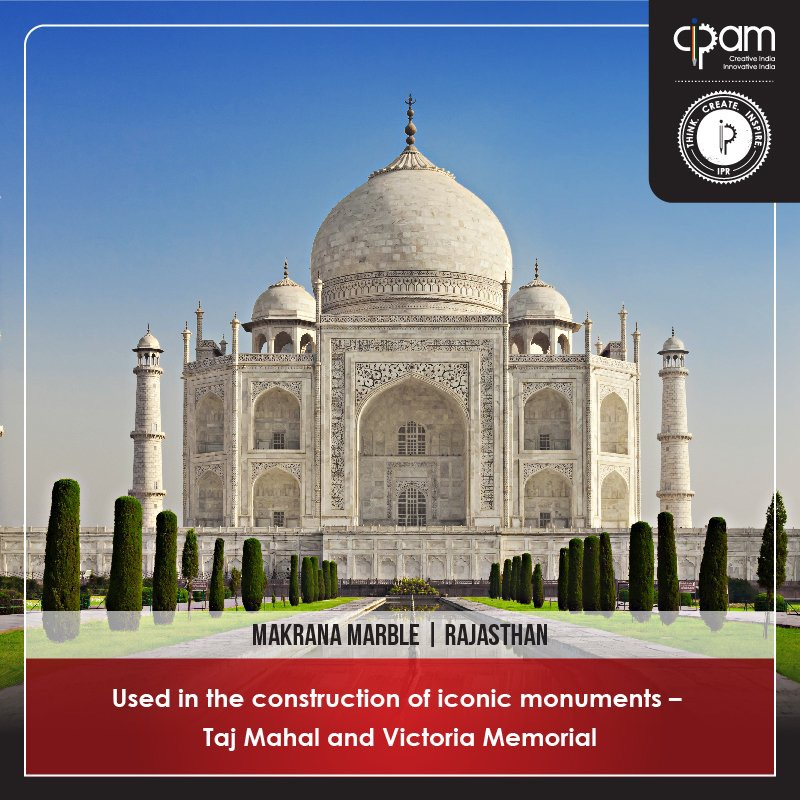 cipam
Creative India
Innovative India
THINK. CREATE. INSPIRE
ip
IPR
MAKRANA MARBLE | RAJASTHAN
Used in the construction of iconic monuments –
Taj Mahal and Victoria Memorial